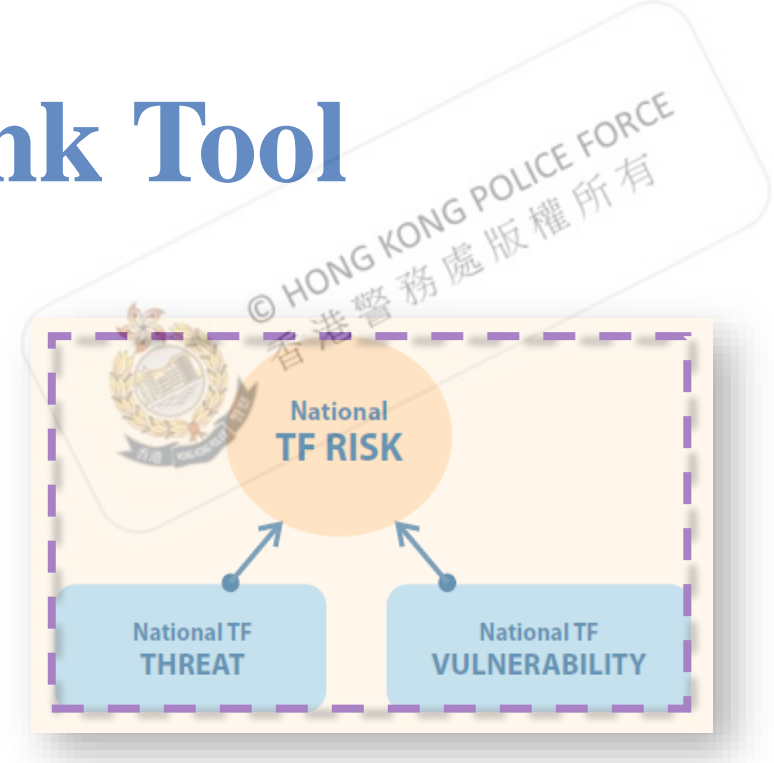 nk Tool
© HONG KONG POLICE FORCE
香港警務處版權所有
National
TF RISK
National TF
THREAT
National TF
VULNERABILITY